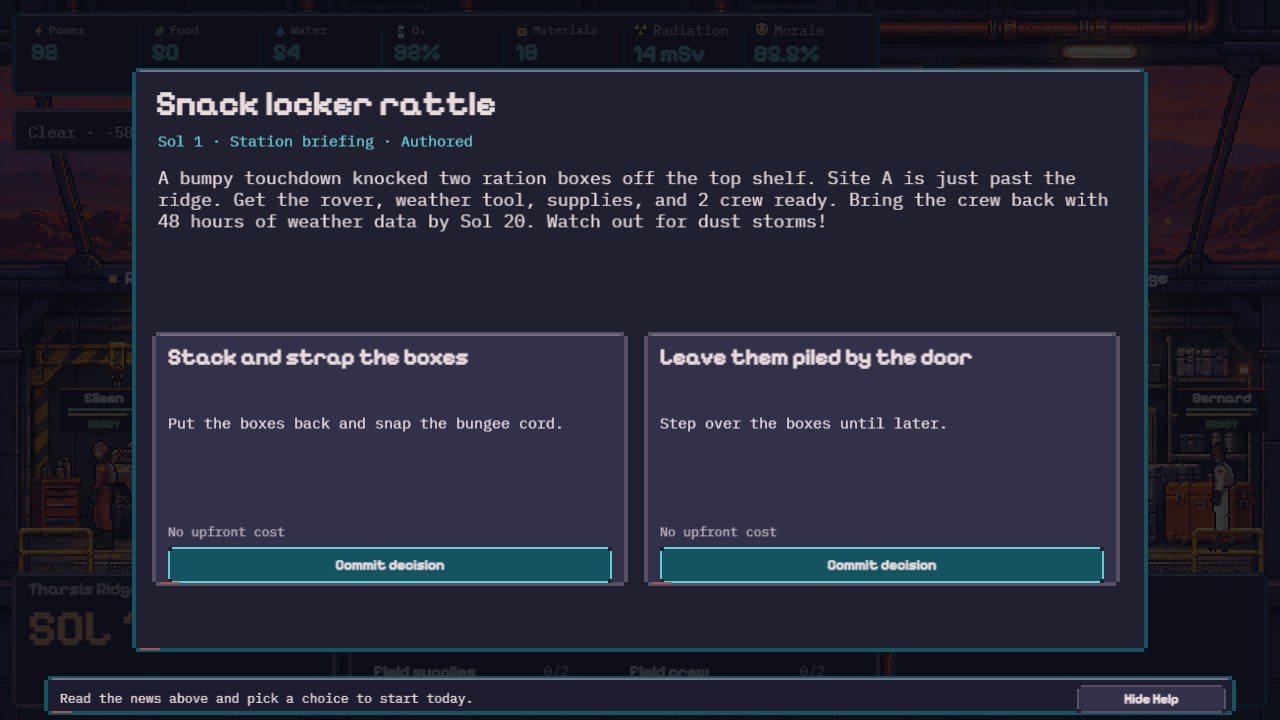 Power
98
Food
80
Water
84
O₂
98%
Materials
18
Radiation
14 mSv
Morale
88.8%
Clear · -58
Snack locker rattle
Sol 1 · Station briefing · Authored
A bumpy touchdown knocked two ration boxes off the top shelf. Site A is just past the
ridge. Get the rover, weather tool, supplies, and 2 crew ready. Bring the crew back with
48 hours of weather data by Sol 20. Watch out for dust storms!
Stack and strap the boxes
Put the boxes back and snap the bungee cord.
No upfront cost
Commit decision
Leave them piled by the door
Step over the boxes until later.
No upfront cost
Commit decision
Eileen
READY
Bernard
READY
Tharsis Ridge
SOL
Field supplies 0/2
Field crew 0/2
Read the news above and pick a choice to start today.
Hide Help